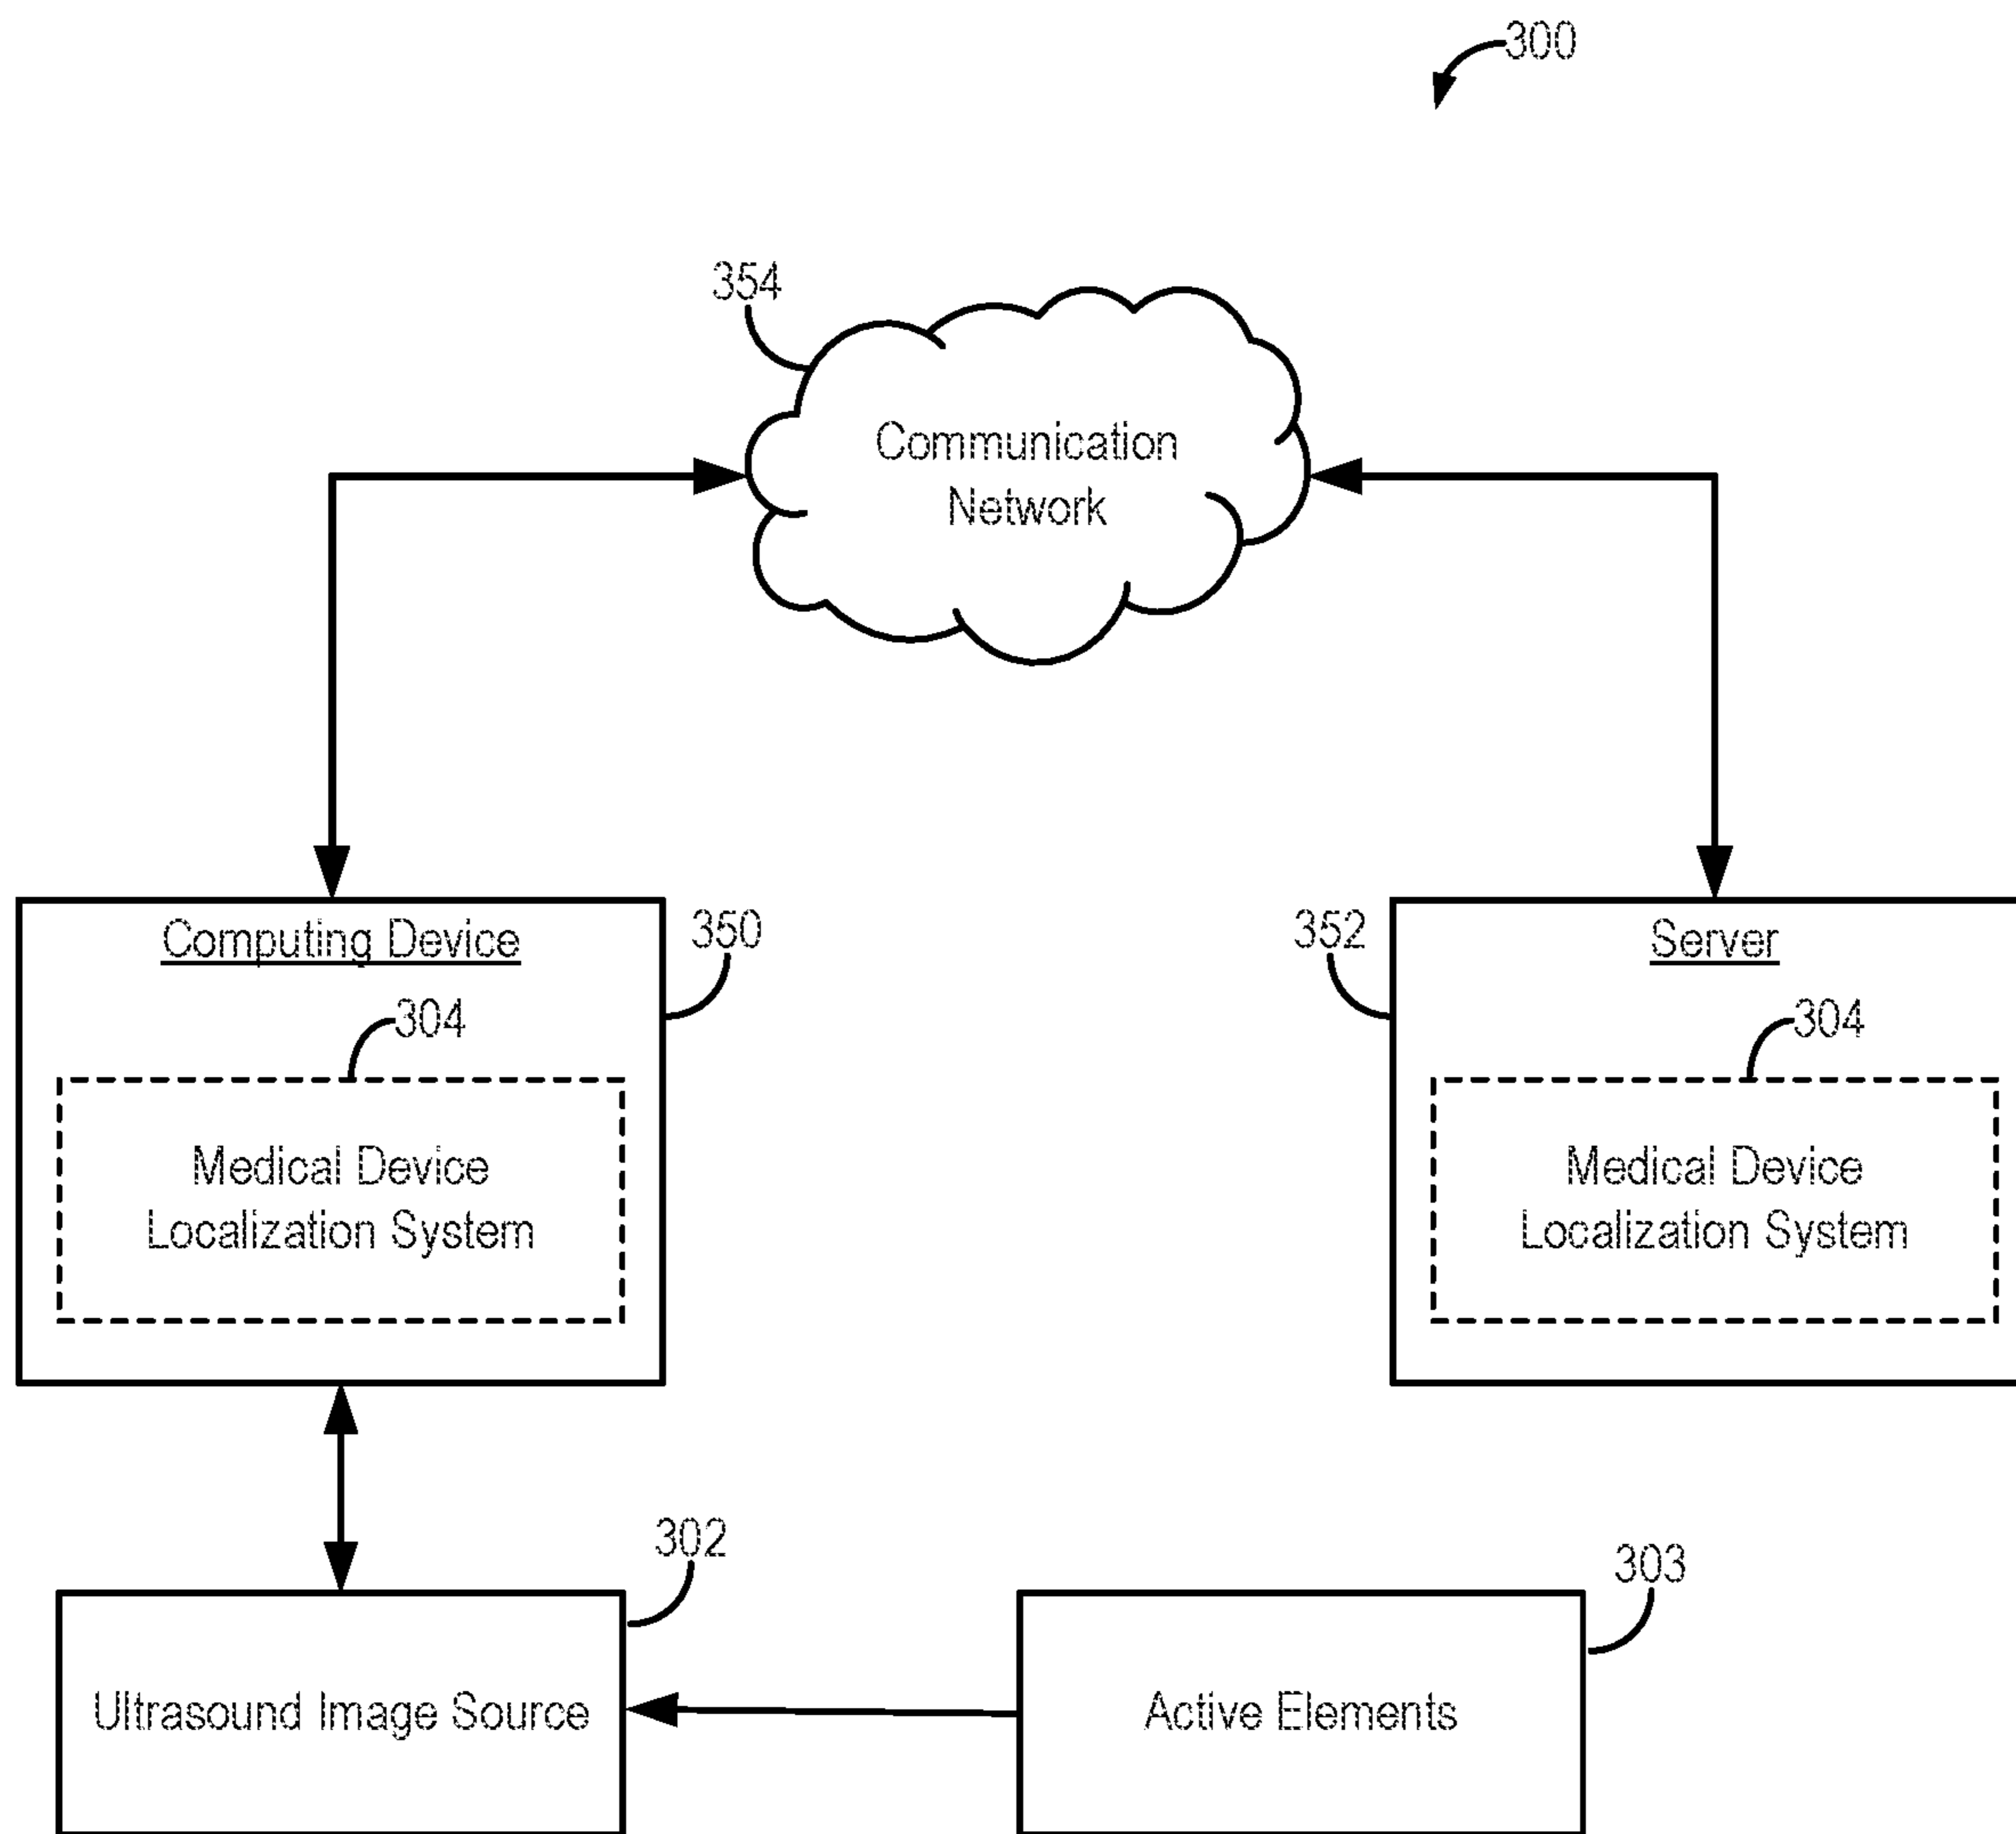 300
354
Communication
Network
Computing Device
350
352
Server
304
304
Medical Device
Localization System
Medical Device
Localization System
302
303
Ultrasound Image Source
Active Elements